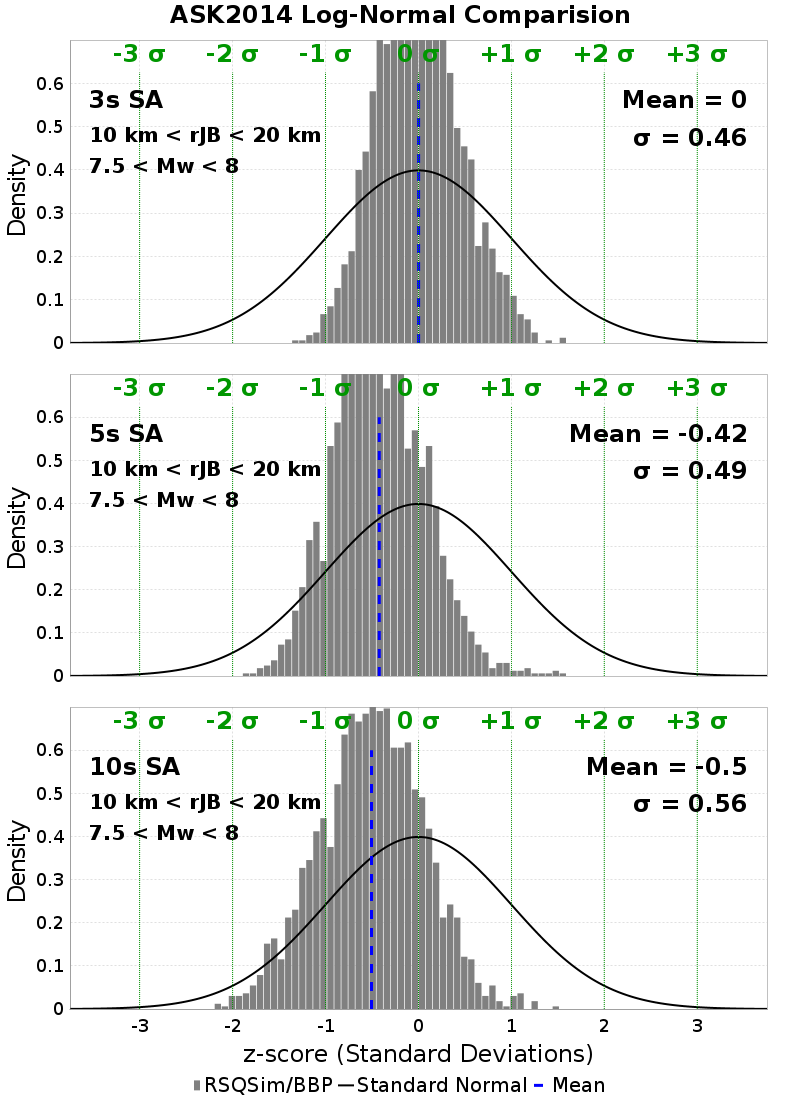 ASK2014 Log-Normal Comparision
-3 σ -2 σ -1 σ 0 σ +1 σ +2 σ +3 σ
3s SA
10 km < rJB < 20 km
7.5 < Mw < 8
Mean = 0
σ = 0.46
Density
0.6
0.5
0.4
0.3
0.2
0.1
0
-3 σ -2 σ -1 σ 0 σ +1 σ +2 σ +3 σ
5s SA
10 km < rJB < 20 km
7.5 < Mw < 8
Mean = -0.42
σ = 0.49
Density
0.6
0.5
0.4
0.3
0.2
0.1
0
-3 σ -2 σ -1 σ 0 σ +1 σ +2 σ +3 σ
10s SA
10 km < rJB < 20 km
7.5 < Mw < 8
Mean = -0.5
σ = 0.56
Density
0.6
0.5
0.4
0.3
0.2
0.1
0
-3 -2 -1 0 1 2 3
z-score (Standard Deviations)
RSQSim/BBP Standard Normal Mean